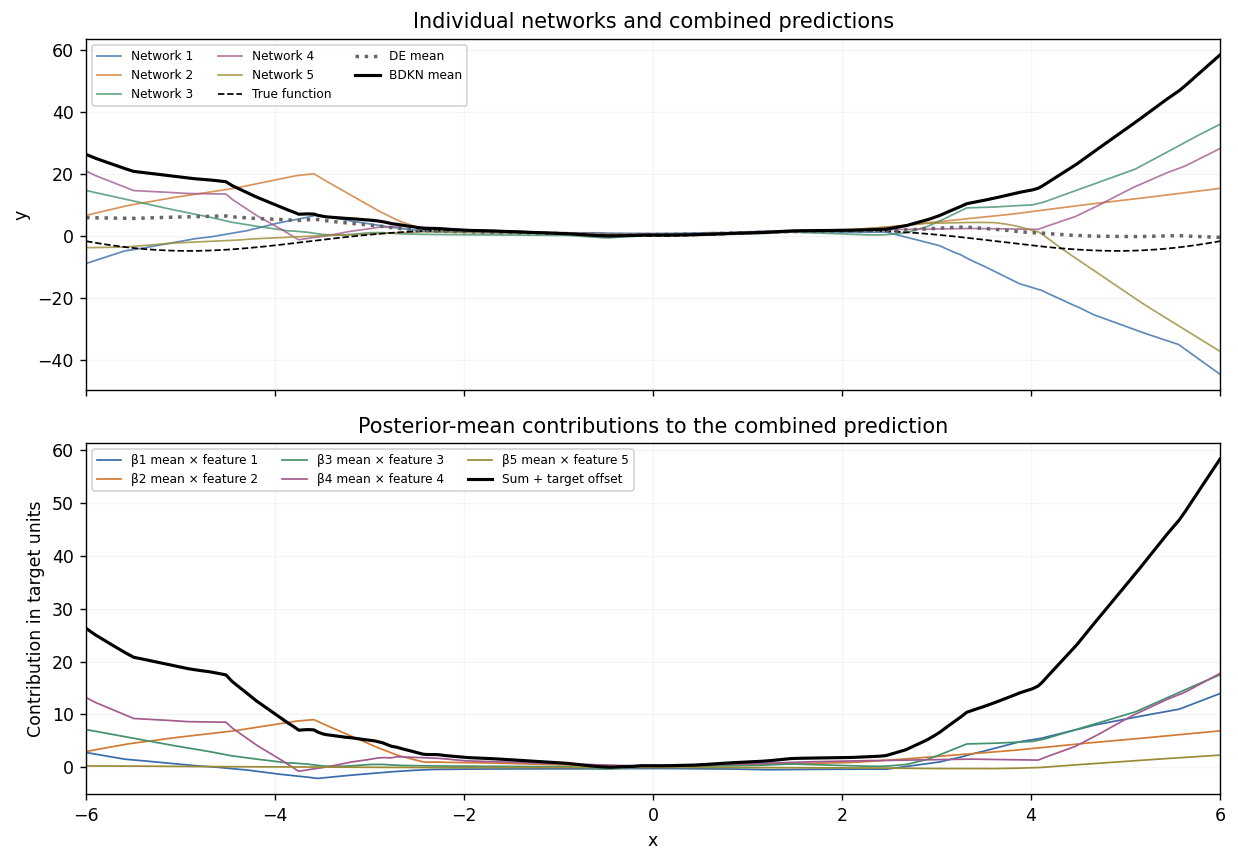 Individual networks and combined predictions
60
40
20
0
−20
−40
y
Network 1
Network 2
Network 3
Network 4
Network 5
True function
DE mean
BDKN mean
Posterior-mean contributions to the combined prediction
60
50
40
30
20
10
0
Contribution in target units
β1 mean × feature 1
β2 mean × feature 2
β3 mean × feature 3
β4 mean × feature 4
β5 mean × feature 5
Sum + target offset
−6
−4
−2
0
2
4
6
x